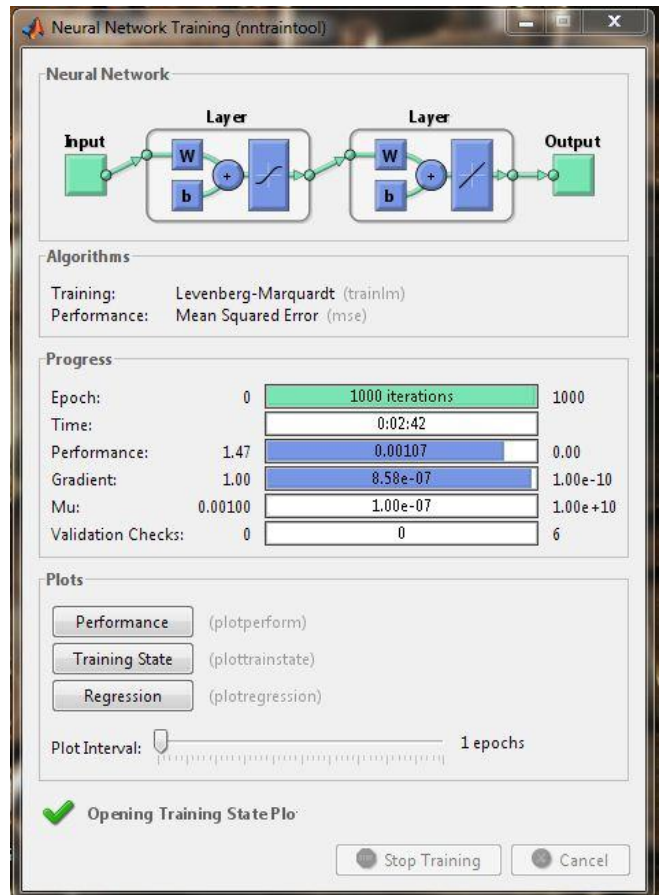 Neural Network Training (nntraintool)
Neural Network
Layer Layer
Input Output
W W
+ +
b b
Algorithms
Training: Levenberg-Marquardt (trainlm)
Performance: Mean Squared Error (mse)
Progress
Epoch: 0 1000 iterations 1000
Time: 0:02:42
Performance: 1.47 0.00107 0.00
Gradient: 1.00 8.58e-07 1.00e-10
Mu: 0.00100 1.00e-07 1.00e+10
Validation Checks: 0 0 6
Plots
Performance (plotperform)
Training State (plottrainstate)
Regression (plotregression)
Plot Interval: 1 epochs
Opening Training State Plo
Stop Training Cancel